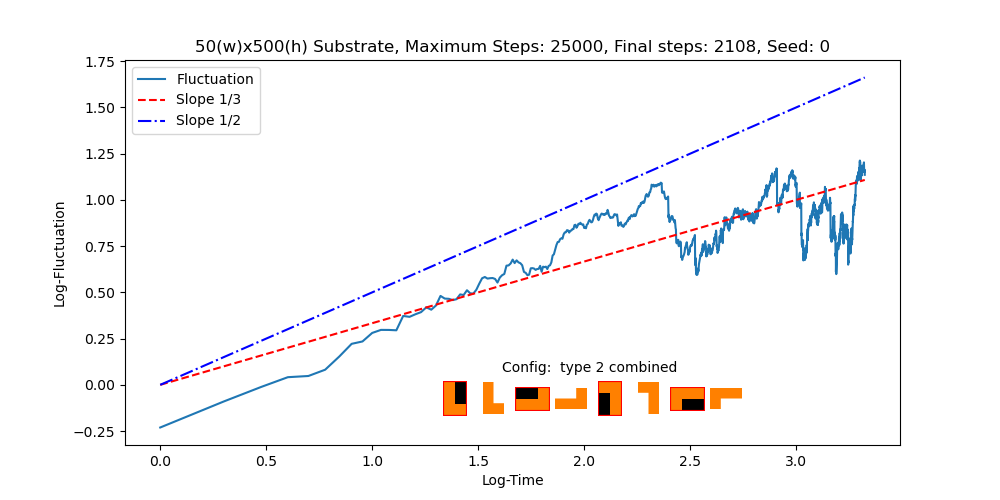 50(w)x500(h) Substrate, Maximum Steps: 25000, Final steps: 2108, Seed: 0
1.75
1.50
1.25
1.00
0.75
0.50
0.25
0.00
−0.25
Log-Fluctuation
Fluctuation
Slope 1/3
Slope 1/2
Config:  type 2 combined
0.0 0.5 1.0 1.5 2.0 2.5 3.0
Log-Time